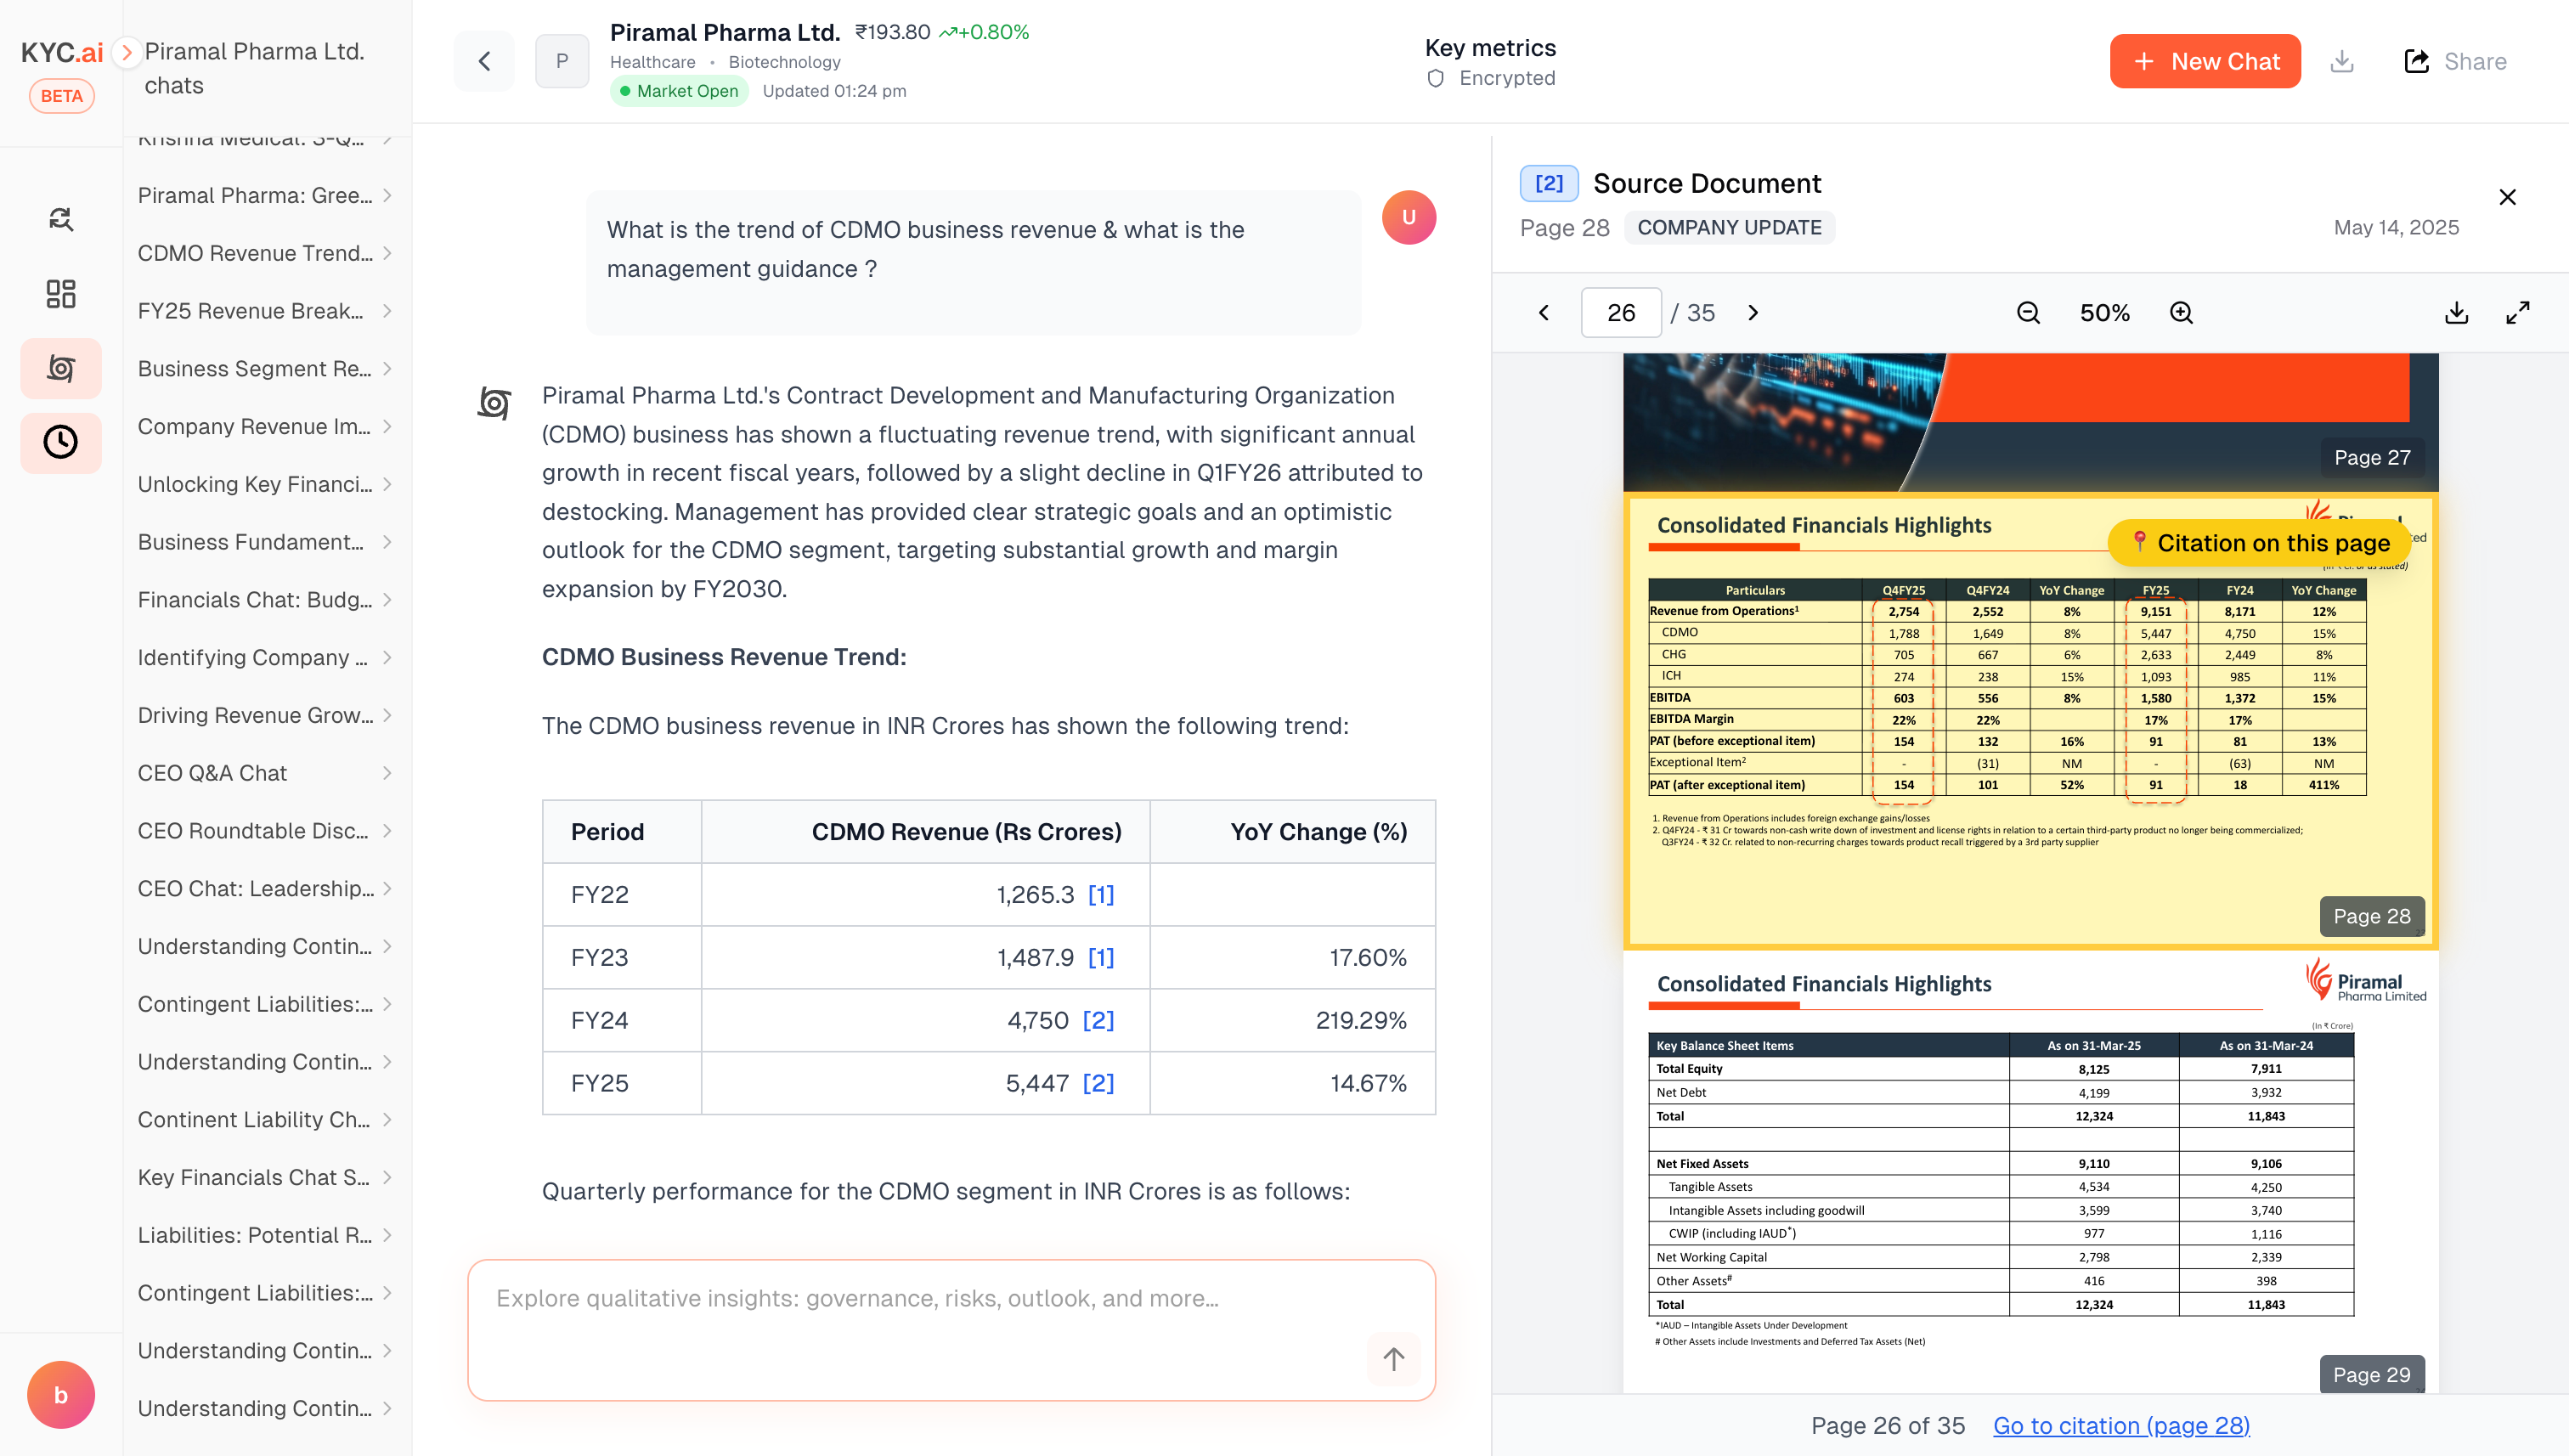 KYC.ai
BETA
Piramal Pharma Ltd.
chats
Krishna Medical: 3-Q...
Piramal Pharma: Gree...
CDMO Revenue Trend...
FY25 Revenue Break...
Business Segment Re...
Company Revenue Im...
Unlocking Key Financi...
Business Fundament...
Financials Chat: Budg...
Identifying Company ...
Driving Revenue Grow...
CEO Q&A Chat
CEO Roundtable Disc...
CEO Chat: Leadership...
Understanding Contin...
Contingent Liabilities:...
Understanding Contin...
Continent Liability Ch...
Key Financials Chat S...
Liabilities: Potential R...
Contingent Liabilities:...
Understanding Contin...
Understanding Contin...
b
P
Piramal Pharma Ltd. ₹193.80 +0.80%
Healthcare • Biotechnology
Market Open Updated 01:24 pm
Key metrics
Encrypted
New Chat
Share
What is the trend of CDMO business revenue & what is the
management guidance ?
U
Piramal Pharma Ltd.'s Contract Development and Manufacturing Organization
(CDMO) business has shown a fluctuating revenue trend, with significant annual
growth in recent fiscal years, followed by a slight decline in Q1FY26 attributed to
destocking. Management has provided clear strategic goals and an optimistic
outlook for the CDMO segment, targeting substantial growth and margin
expansion by FY2030.
CDMO Business Revenue Trend:
The CDMO business revenue in INR Crores has shown the following trend:
Period CDMO Revenue (Rs Crores) YoY Change (%)
FY22 1,265.3 [1]
FY23 1,487.9 [1] 17.60%
FY24 4,750 [2] 219.29%
FY25 5,447 [2] 14.67%
Quarterly performance for the CDMO segment in INR Crores is as follows:
Explore qualitative insights: governance, risks, outlook, and more...
[2] Source Document
Page 28 COMPANY UPDATE May 14, 2025
26 / 35 50%
Page 27
Consolidated Financials Highlights
Citation on this page
Particulars Q4FY25 Q4FY24 YoY Change FY25 FY24 YoY Change
Revenue from Operations¹ 2,754 2,552 8% 9,151 8,171 12%
CDMO 1,788 1,649 8% 5,447 4,750 15%
CHG 705 667 6% 2,633 2,449 8%
ICH 274 238 15% 1,093 985 11%
EBITDA 603 556 8% 1,580 1,372 15%
EBITDA Margin 22% 22% 17% 17%
PAT (before exceptional item) 154 132 16% 91 81 13%
Exceptional Item² - (31) NM - (63) NM
PAT (after exceptional item) 154 101 52% 91 18 411%
1. Revenue from Operations includes foreign exchange gains/losses
2. Q4FY24 - ₹ 31 Cr towards non-cash write down of investment and license rights in relation to a certain third-party product no longer being commercialized;
Q3FY24 - ₹ 32 Cr. related to non-recurring charges towards product recall triggered by a 3rd party supplier
Page 28
Consolidated Financials Highlights
Piramal
Pharma Limited
(In ₹ Crore)
Key Balance Sheet Items As on 31-Mar-25 As on 31-Mar-24
Total Equity 8,125 7,911
Net Debt 4,199 3,932
Total 12,324 11,843
Net Fixed Assets 9,110 9,106
Tangible Assets 4,534 4,250
Intangible Assets including goodwill 3,599 3,740
CWIP (including IAUD*) 977 1,116
Net Working Capital 2,798 2,339
Other Assets# 416 398
Total 12,324 11,843
*IAUD – Intangible Assets Under Development
# Other Assets include Investments and Deferred Tax Assets (Net)
Page 29
Page 26 of 35 Go to citation (page 28)